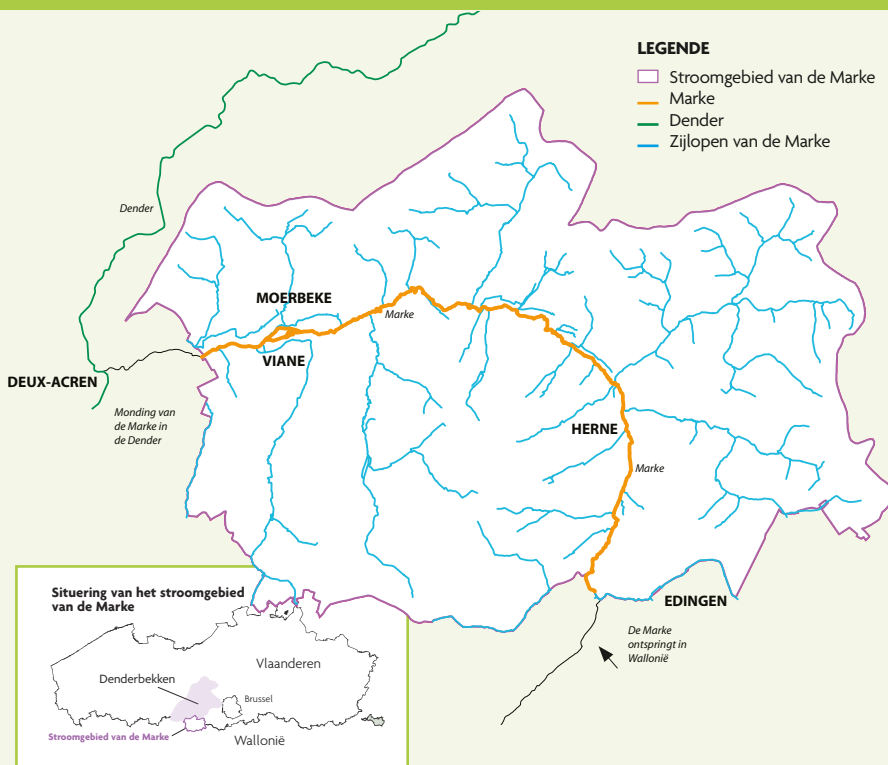 LEGENDE
Stroomgebied van de Marke
Marke
Dender
Zijlopen van de Marke
Dender
MOERBEKE
Marke
VIANE
DEUX-ACREN
Monding van
de Marke in
de Dender
HERNE
Marke
EDINGEN
De Marke
ontspringt in
Wallonië
Situering van het stroomgebied
van de Marke
Vlaanderen
Denderbekken
Brussel
Stroomgebied van de Marke
Wallonië